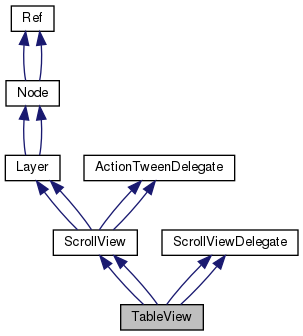 Ref
Node
Layer
ActionTweenDelegate
ScrollView
ScrollViewDelegate
TableView